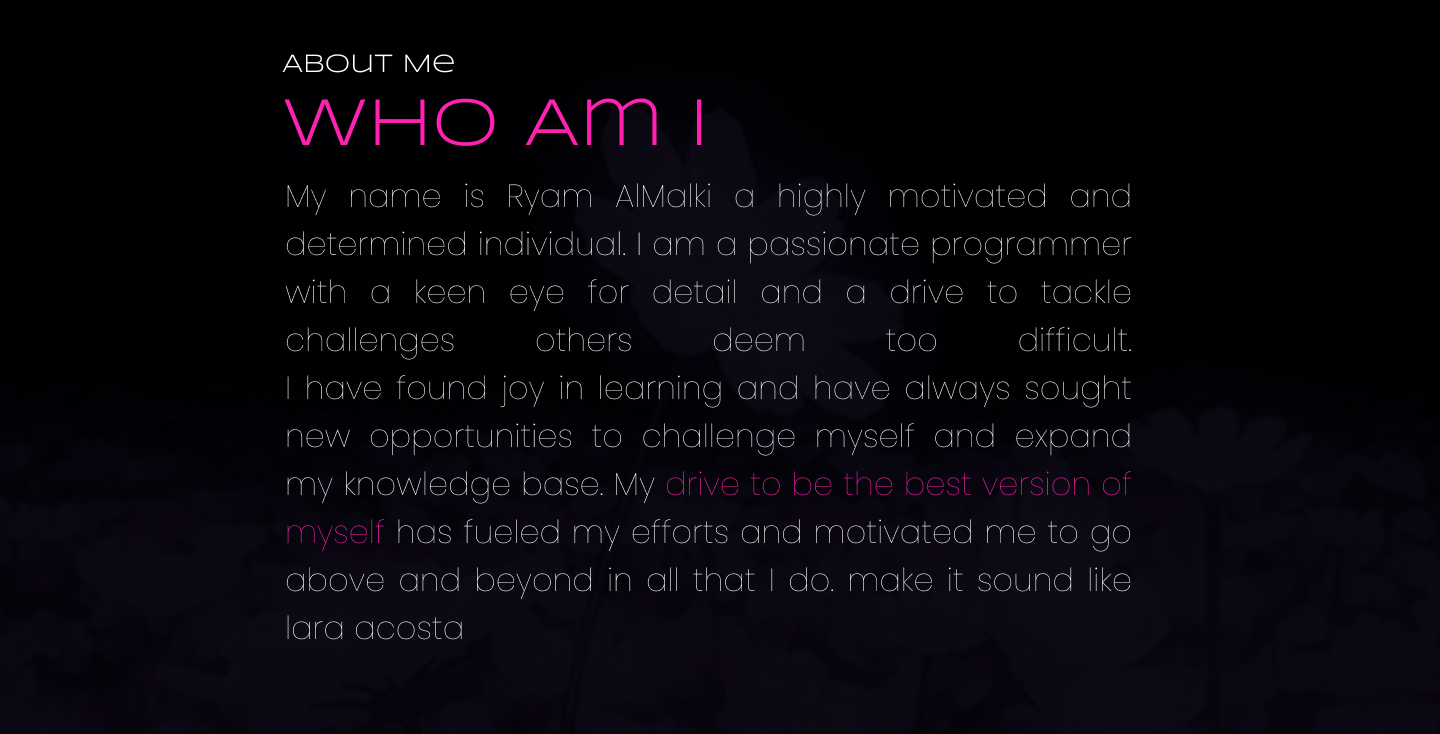 ABOUT Me
WHO Am I
My name is Ryam AlMalki a highly motivated and
determined individual. I am a passionate programmer
with a keen eye for detail and a drive to tackle
challenges others deem too difficult.
I have found joy in learning and have always sought
new opportunities to challenge myself and expand
my knowledge base. My drive to be the best version of
myself has fueled my efforts and motivated me to go
above and beyond in all that I do. make it sound like
lara acosta